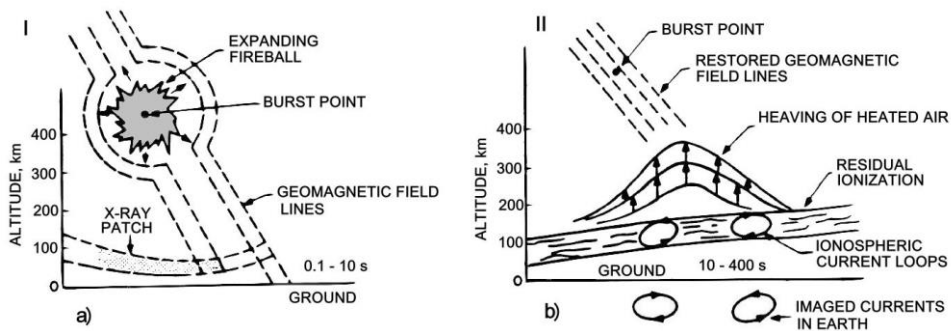 I
EXPANDING
FIREBALL
BURST POINT
400
300
200
100
0
ALTITUDE, km
X-RAY
PATCH
GEOMAGNETIC FIELD
LINES
0.1 - 10 s
GROUND
a)
II
BURST POINT
RESTORED GEOMAGNETIC
FIELD LINES
HEAVING OF HEATED AIR
400
300
200
100
0
ALTITUDE, km
RESIDUAL
IONIZATION
IONOSPHERIC
CURRENT LOOPS
GROUND
10 - 400 s
b)
IMAGED CURRENTS
IN EARTH